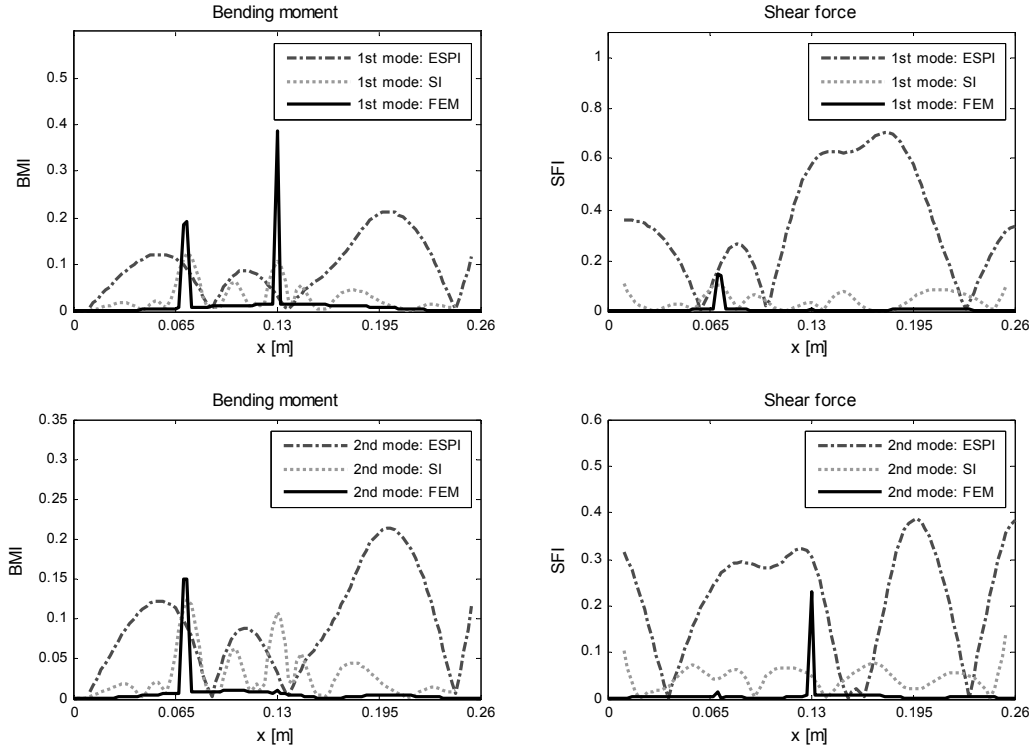 Bending moment
0.5
0.4
0.3
0.2
0.1
0
BMI
1st mode: ESPI
1st mode: SI
1st mode: FEM
0
0.065
0.13
0.195
0.26
x [m]
Shear force
1
0.8
0.6
0.4
0.2
0
SFI
1st mode: ESPI
1st mode: SI
1st mode: FEM
0
0.065
0.13
0.195
0.26
x [m]
Bending moment
0.35
0.3
0.25
0.2
0.15
0.1
0.05
0
BMI
2nd mode: ESPI
2nd mode: SI
2nd mode: FEM
0
0.065
0.13
0.195
0.26
x [m]
Shear force
0.6
0.5
0.4
0.3
0.2
0.1
0
SFI
2nd mode: ESPI
2nd mode: SI
2nd mode: FEM
0
0.065
0.13
0.195
0.26
x [m]